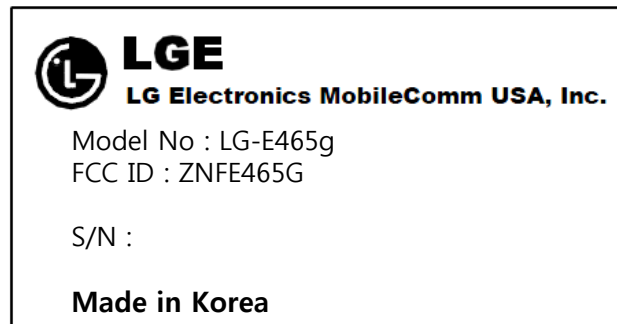 LGE
LG Electronics MobileComm USA, Inc.
Model No : LG-E465g
FCC ID : ZNFE465G
S/N :
Made in Korea